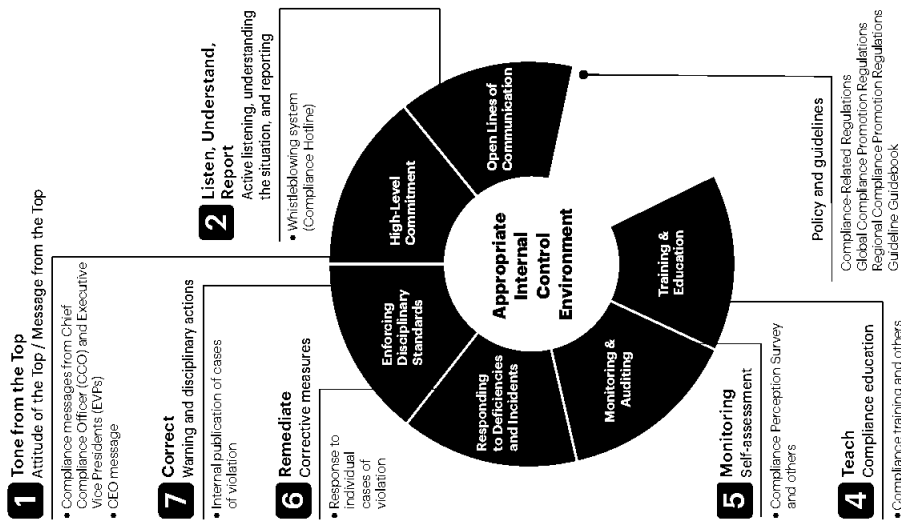 1
Tone from the Top
Attitude of the Top / Message from the Top
• Compliance messages from Chief
Compliance Officer (CCO) and Executive
Vice Presidents (EVPs)
• CEO message
2
Listen, Understand,
Report
Active listening, understanding
the situation, and reporting
• Whistleblowing system
(Compliance Hotline)
7
Correct
Warning and disciplinary actions
• Internal publication of cases
of violation
6
Remediate
Corrective measures
• Response to
individual
cases of
violation
5
Monitoring
Self-assessment
• Compliance Perception Survey
and others
4
Teach
Compliance education
• Compliance training and others
Policy and guidelines
Compliance-Related Regulations
Global Compliance Promotion Regulations
Regional Compliance Promotion Regulations
Guideline Guidebook
High-Level
Commitment
Open Lines of
Communication
Training &
Education
Monitoring &
Auditing
Responding
to Deficiencies
and Incidents
Enforcing
Disciplinary
Standards
Appropriate
Internal
Control
Environment